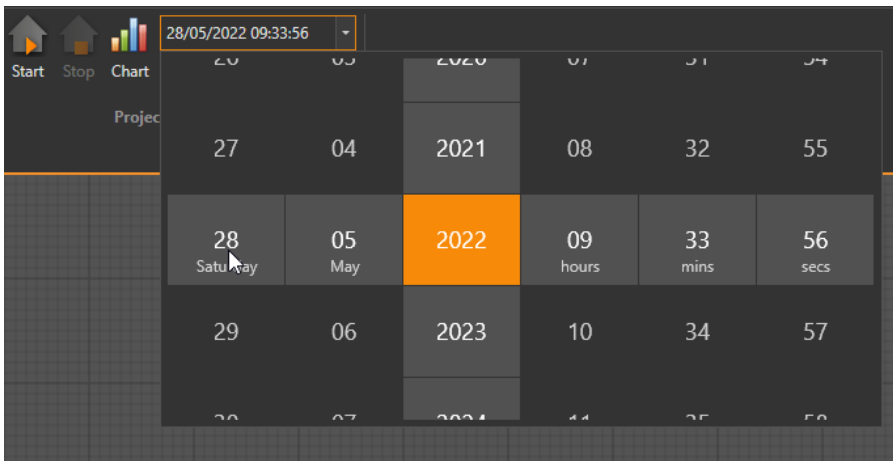 28/05/2022 09:33:56
Start Stop Chart
Projec
27 04 2021 08 32 55
28 05 2022 09 33 56
Saturday May hours mins secs
29 06 2023 10 34 57